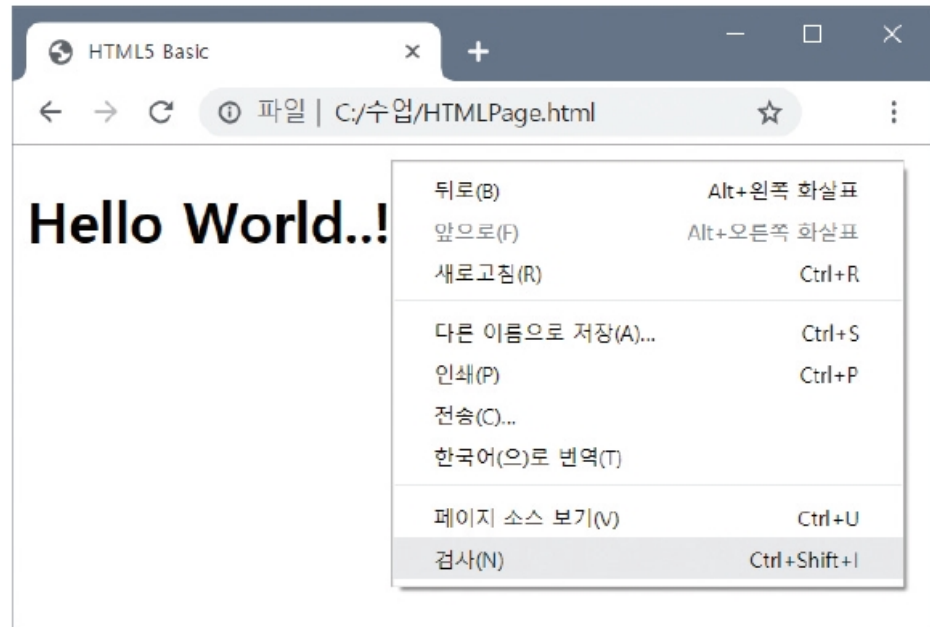 HTML5 Basic
파일 | C:/수업/HTMLPage.html
Hello World..!
뒤로(B) Alt+왼쪽 화살표
앞으로(F) Alt+오른쪽 화살표
새로고침(R) Ctrl+R
다른 이름으로 저장(A)... Ctrl+S
인쇄(P) Ctrl+P
전송(C)...
한국어(으)로 번역(T)
페이지 소스 보기(V) Ctrl+U
검사(N) Ctrl+Shift+I